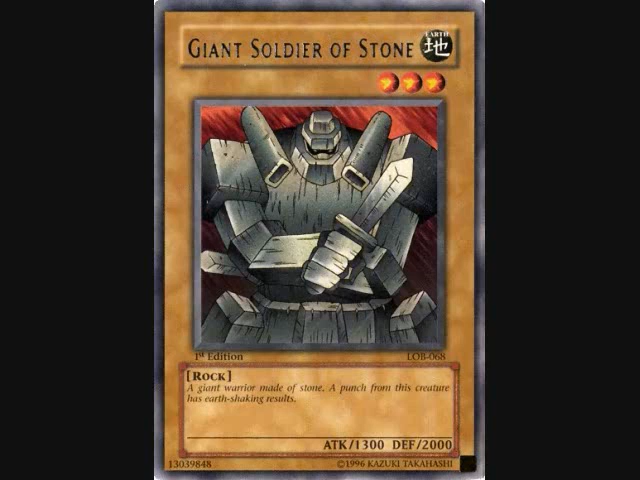 GIANT SOLDIER OF STONE
EARTH
地
1st Edition
LOB-068
[ROCK]
A giant warrior made of stone. A punch from this creature
has earth-shaking results.
ATK/1300 DEF/2000
13039848
©1996 KAZUKI TAKAHASHI